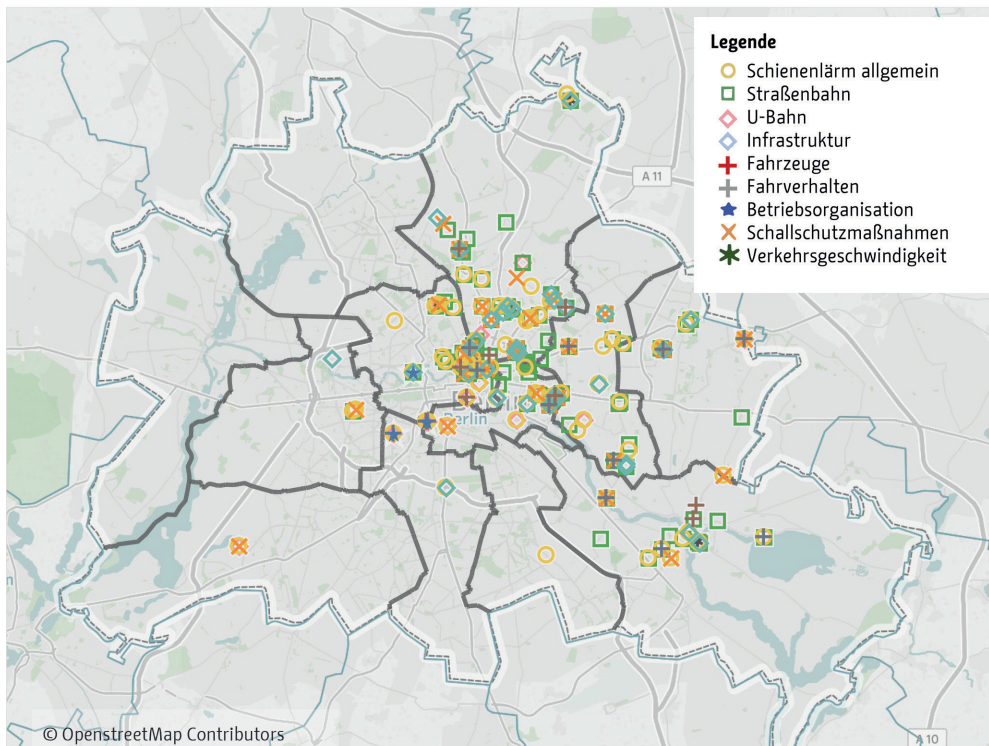 Legende
Schienenlärm allgemein
Straßenbahn
U-Bahn
Infrastruktur
Fahrzeuge
Fahrverhalten
Betriebsorganisation
Schallschutzmaßnahmen
Verkehrsgeschwindigkeit
A 11
Berlin
A 10
© OpenstreetMap Contributors